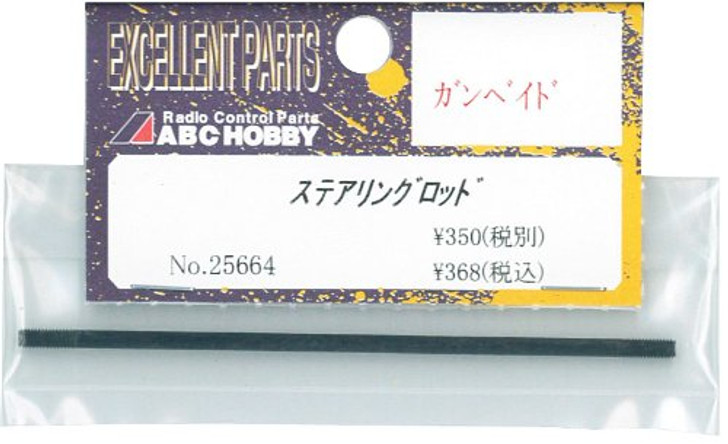 EXCELLENT PARTS
ガンベイド
Radio Control Parts
ABC HOBBY
ステアリングロッド
¥350(税別)
No.25664
¥368(税込)